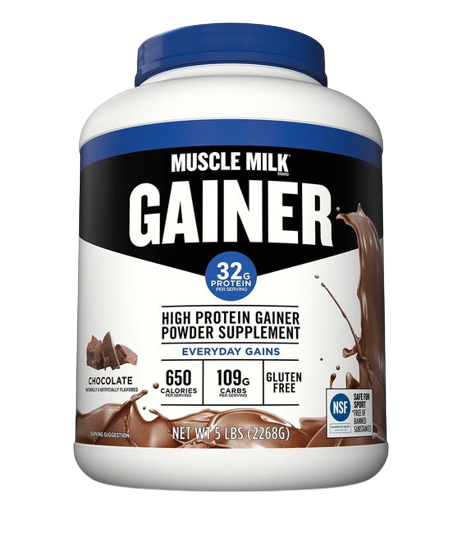 MUSCLE MILK
BRAND
GAINER
32G
PROTEIN
PER SERVING
HIGH PROTEIN GAINER
POWDER SUPPLEMENT
EVERYDAY GAINS
650
CALORIES
PER SERVING
109G
CARBS
PER SERVING
GLUTEN
FREE
CHOCOLATE
NATURALLY & ARTIFICIALLY FLAVORED
NSF
SAFE FOR
SPORT
*FREE OF
BANNED
SUBSTANCES
SERVING SUGGESTION
NET WT 5 LBS (2268G)